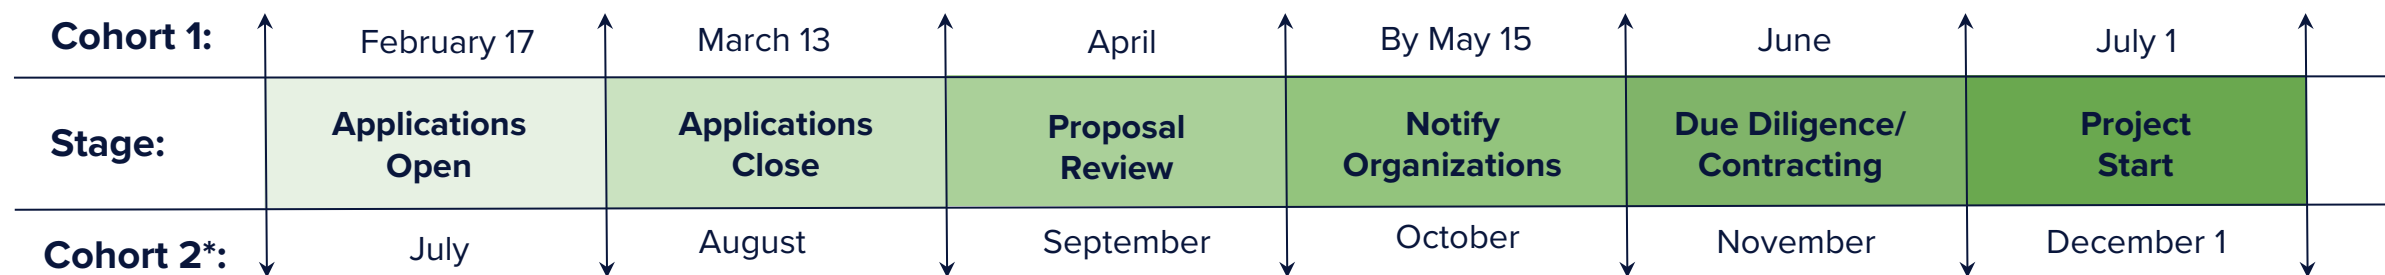 Cohort 1: February 17 March 13 April By May 15 June July 1
Stage: Applications Open Applications Close Proposal Review Notify Organizations Due Diligence/ Contracting Project Start
Cohort 2*: July August September October November December 1